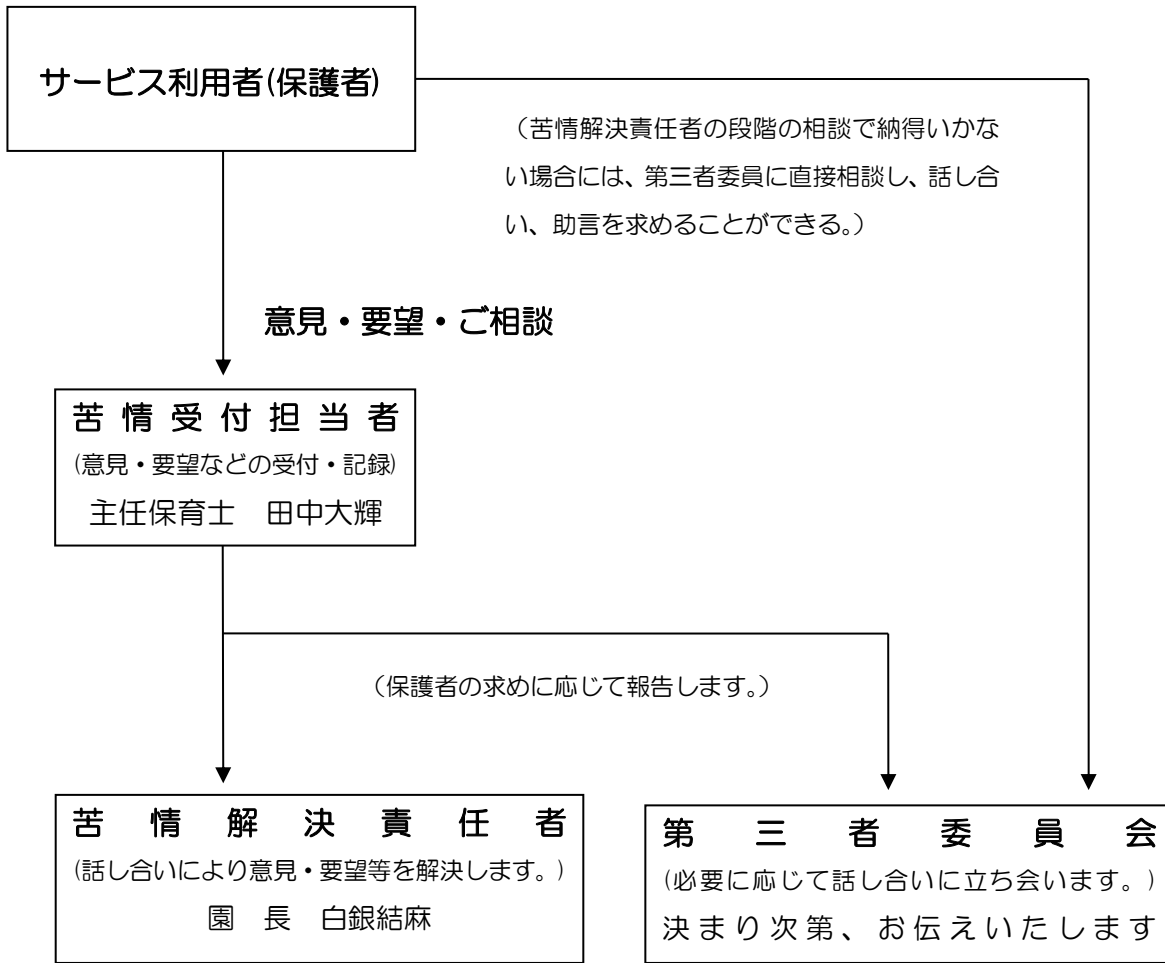 サービス利用者(保護者)
（苦情解決責任者の段階の相談で納得いかな
い場合には、第三者委員に直接相談し、話し合
い、助言を求めることができる。）
意見・要望・ご相談
苦情受付担当者
(意見・要望などの受付・記録)
主任保育士　田中大輝
（保護者の求めに応じて報告します。）
苦情解決責任者
(話し合いにより意見・要望等を解決します。)
園　長　白銀結麻
第三者委員会
(必要に応じて話し合いに立ち会います。)
決まり次第、お伝えいたします